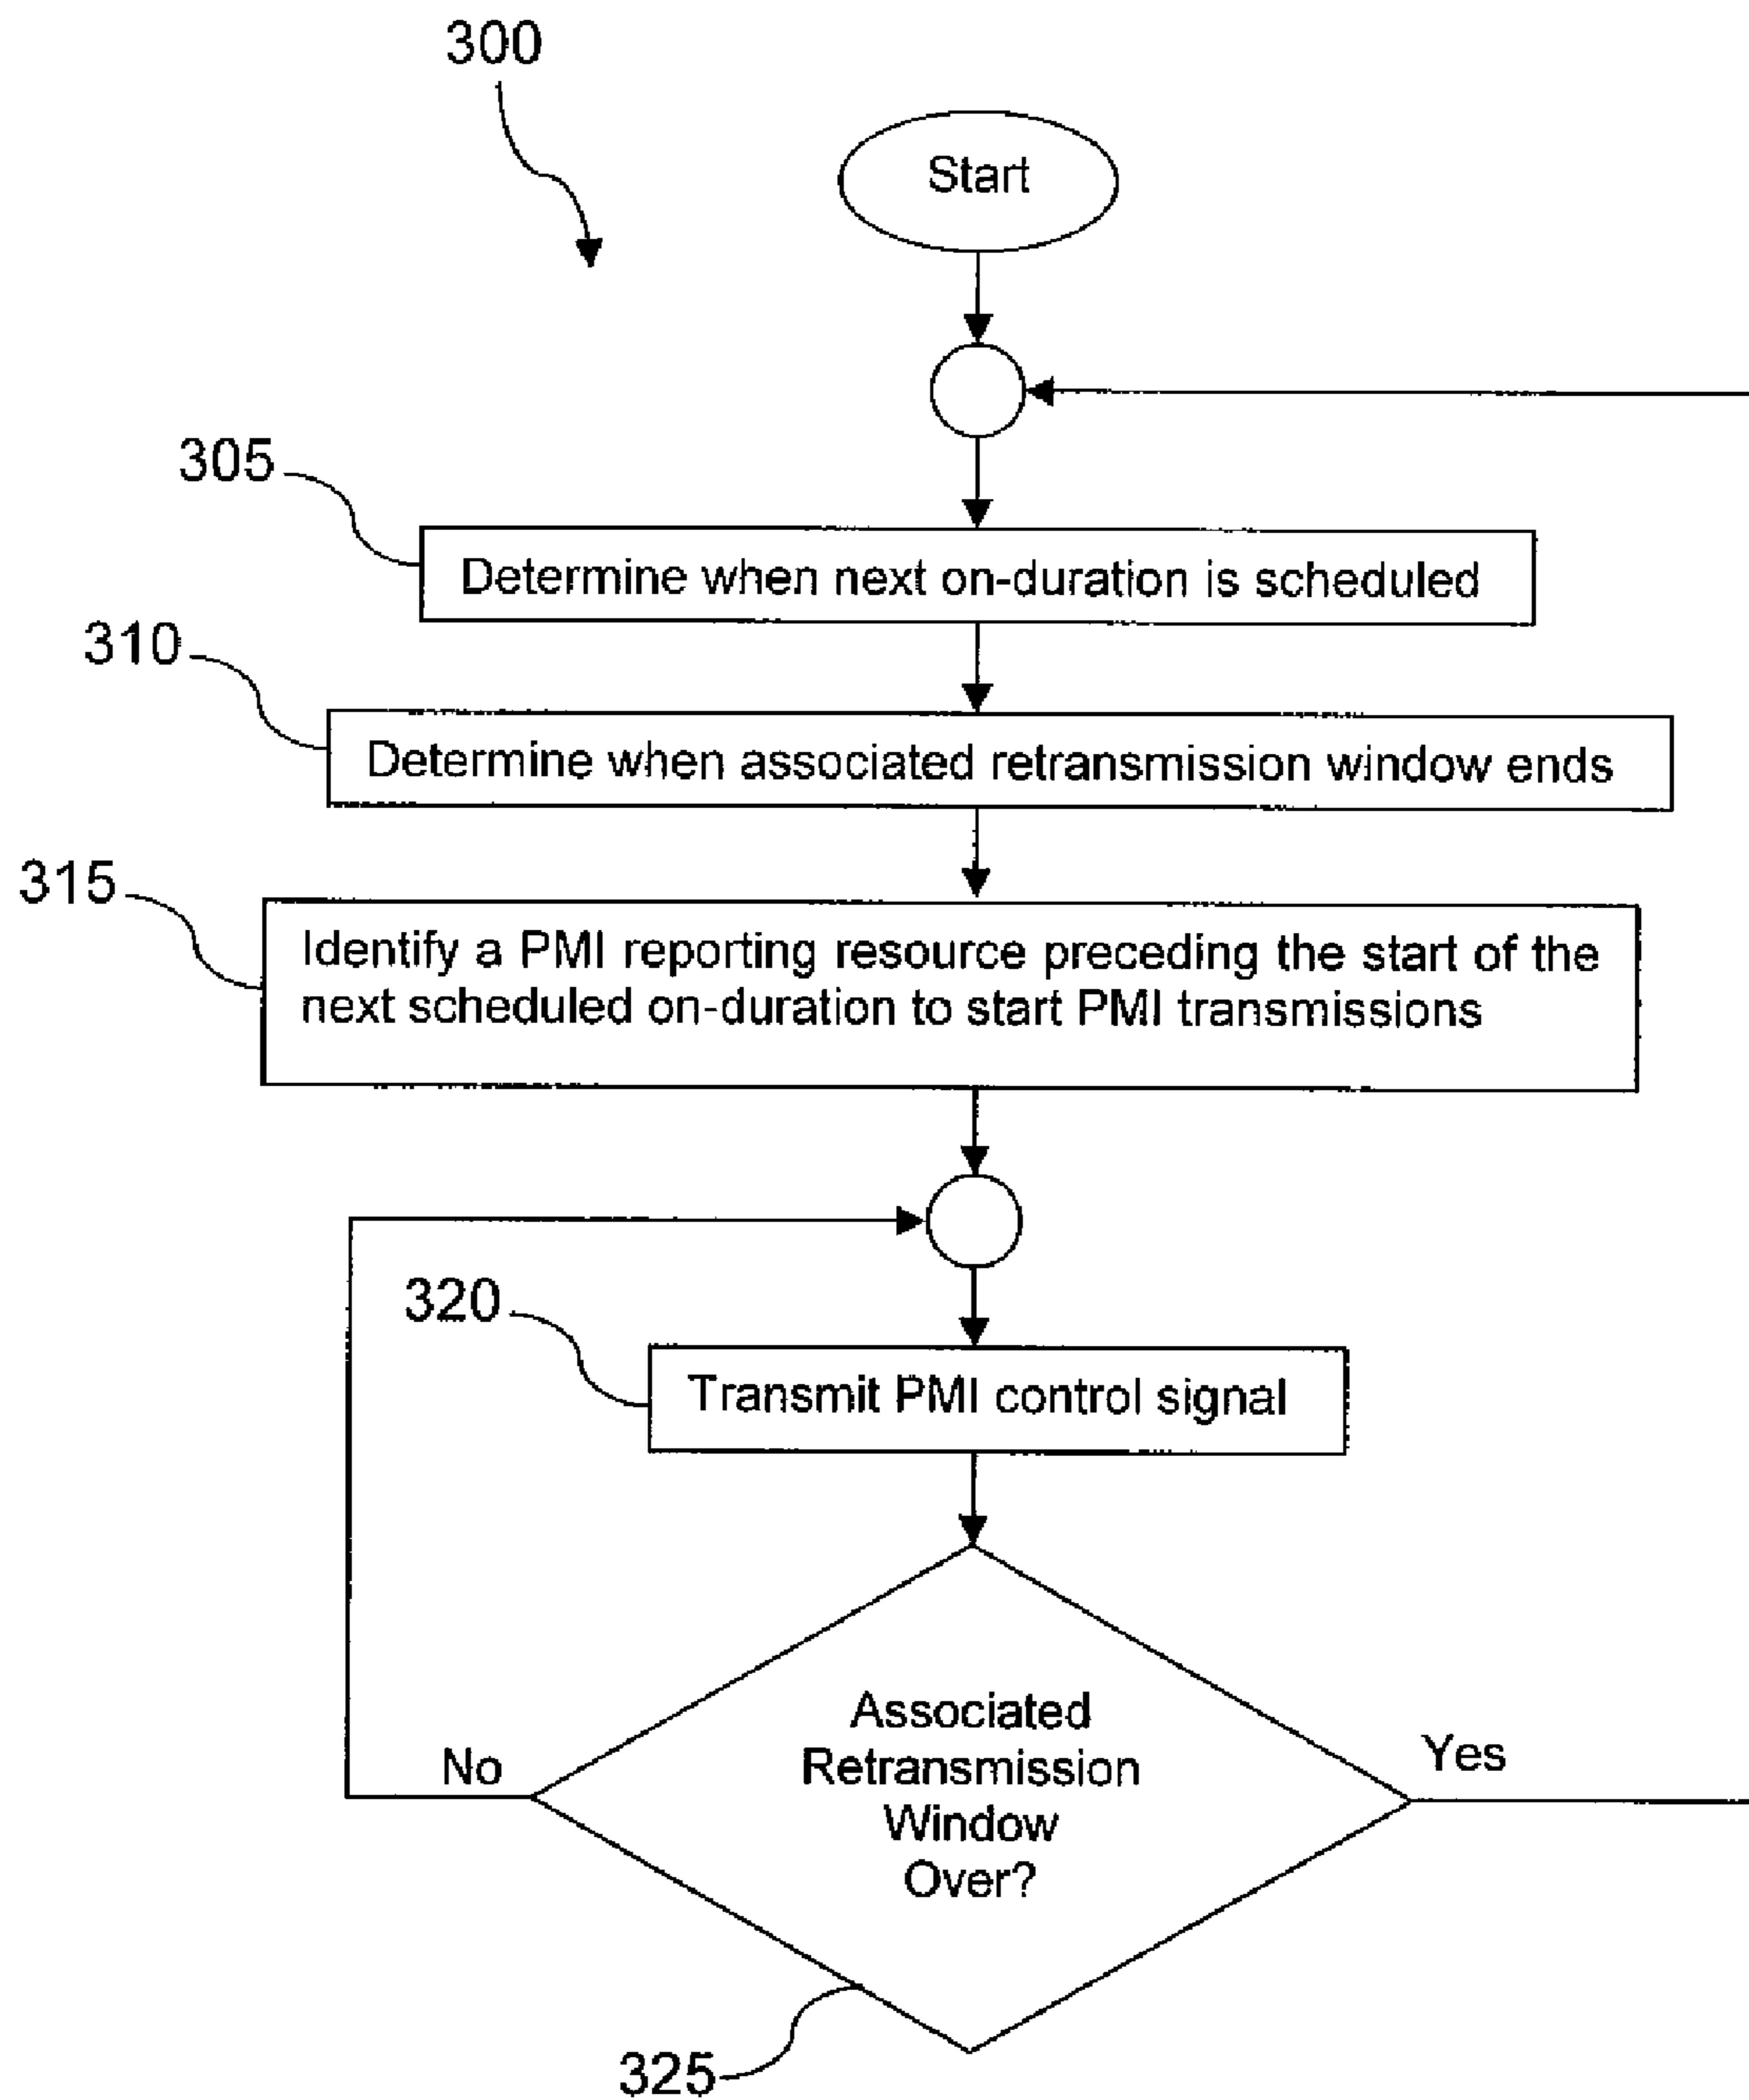 300
Start
305
Determine when next on-duration is scheduled
310
Determine when associated retransmission window ends
315
Identify a PMI reporting resource preceding the start of the
next scheduled on-duration to start PMI transmissions
320
Transmit PMI control signal
Associated
Retransmission
Window
Over?
No
Yes
325